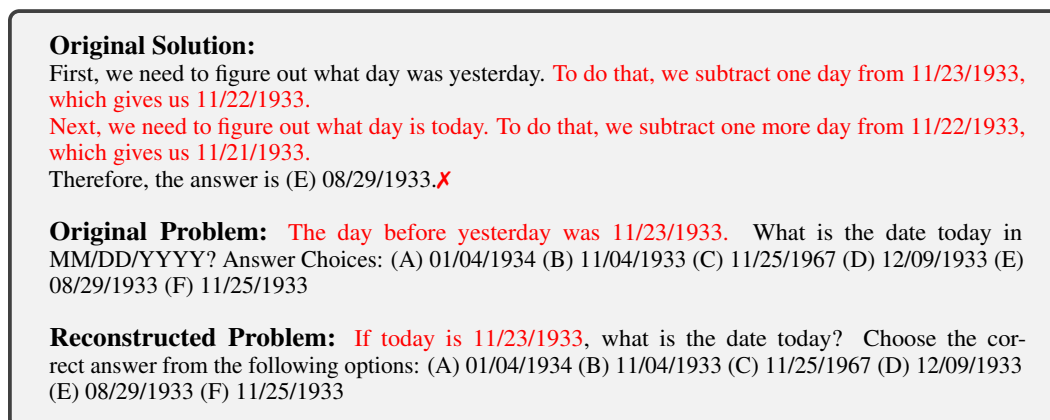 Original Solution:
First, we need to figure out what day was yesterday. To do that, we subtract one day from 11/23/1933,
which gives us 11/22/1933.
Next, we need to figure out what day is today. To do that, we subtract one more day from 11/22/1933,
which gives us 11/21/1933.
Therefore, the answer is (E) 08/29/1933.✗
Original Problem: The day before yesterday was 11/23/1933. What is the date today in
MM/DD/YYYY? Answer Choices: (A) 01/04/1934 (B) 11/04/1933 (C) 11/25/1967 (D) 12/09/1933 (E)
08/29/1933 (F) 11/25/1933
Reconstructed Problem: If today is 11/23/1933, what is the date today? Choose the cor-
rect answer from the following options: (A) 01/04/1934 (B) 11/04/1933 (C) 11/25/1967 (D) 12/09/1933
(E) 08/29/1933 (F) 11/25/1933